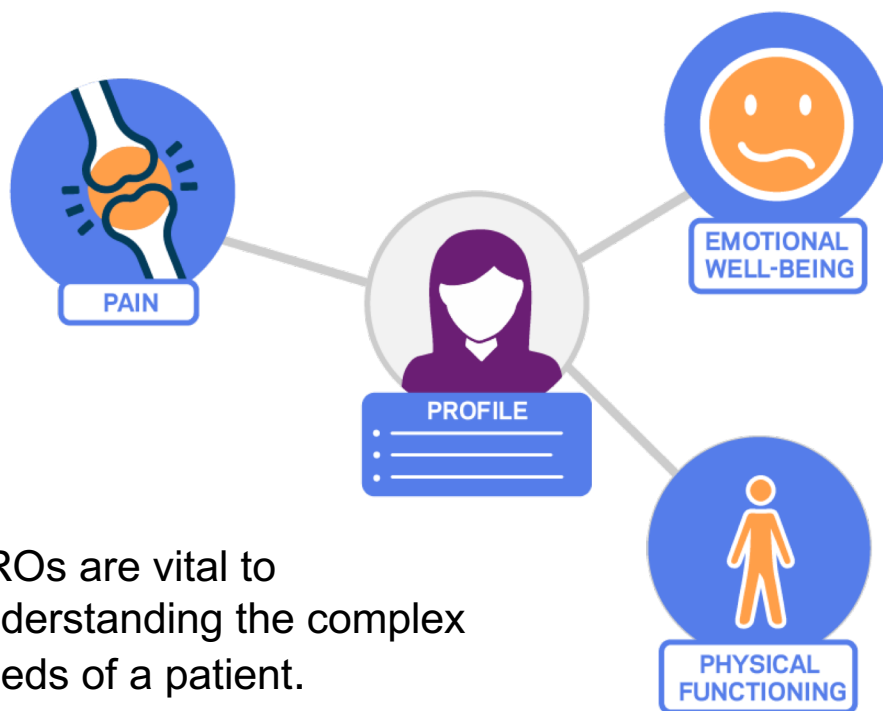 EMOTIONAL
WELL-BEING
PAIN
PROFILE
ROs are vital to
derstanding the complex
eds of a patient.
PHYSICAL
FUNCTIONING